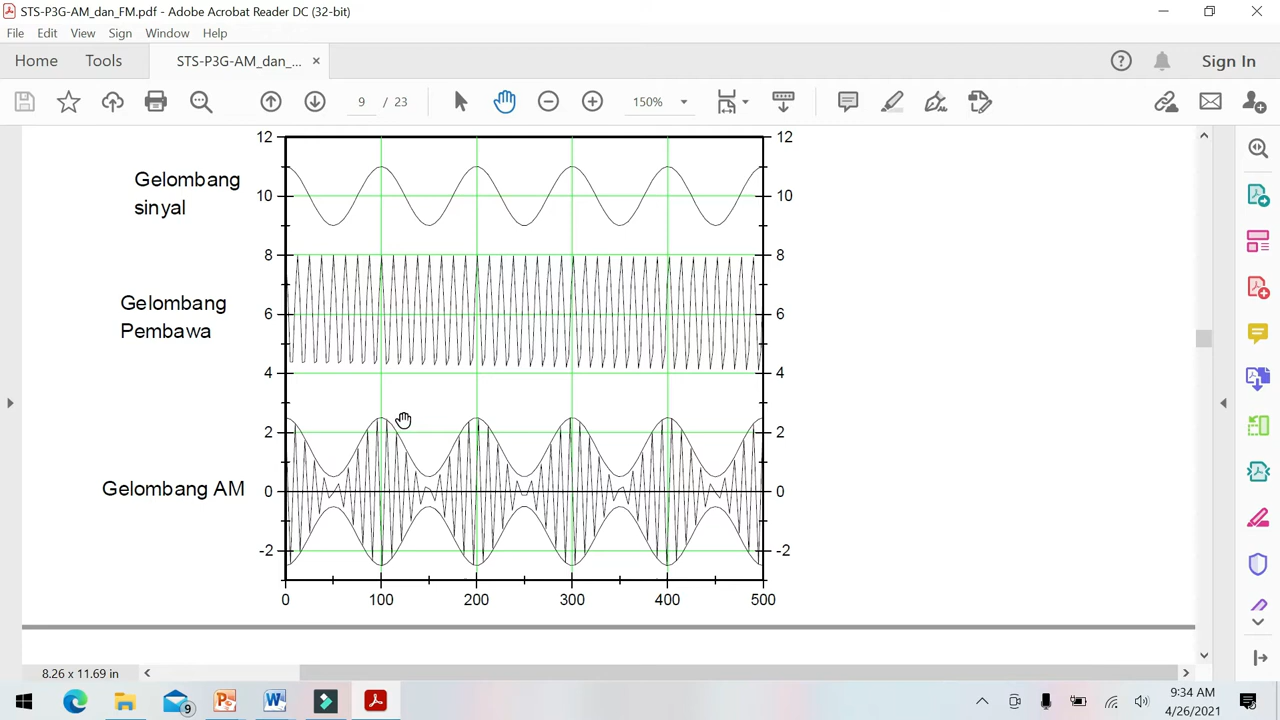 STS-P3G-AM_dan_FM.pdf - Adobe Acrobat Reader DC (32-bit)
File Edit View Sign Window Help
Home Tools STS-P3G-AM_dan_... × Sign In
9 / 23 150%
12 12
Gelombang
sinyal
10 10
8 8
Gelombang
Pembawa
6 6
4 4
2 2
Gelombang AM
0 0
-2 -2
0 100 200 300 400 500
8.26 x 11.69 in
9
9:34 AM
4/26/2021